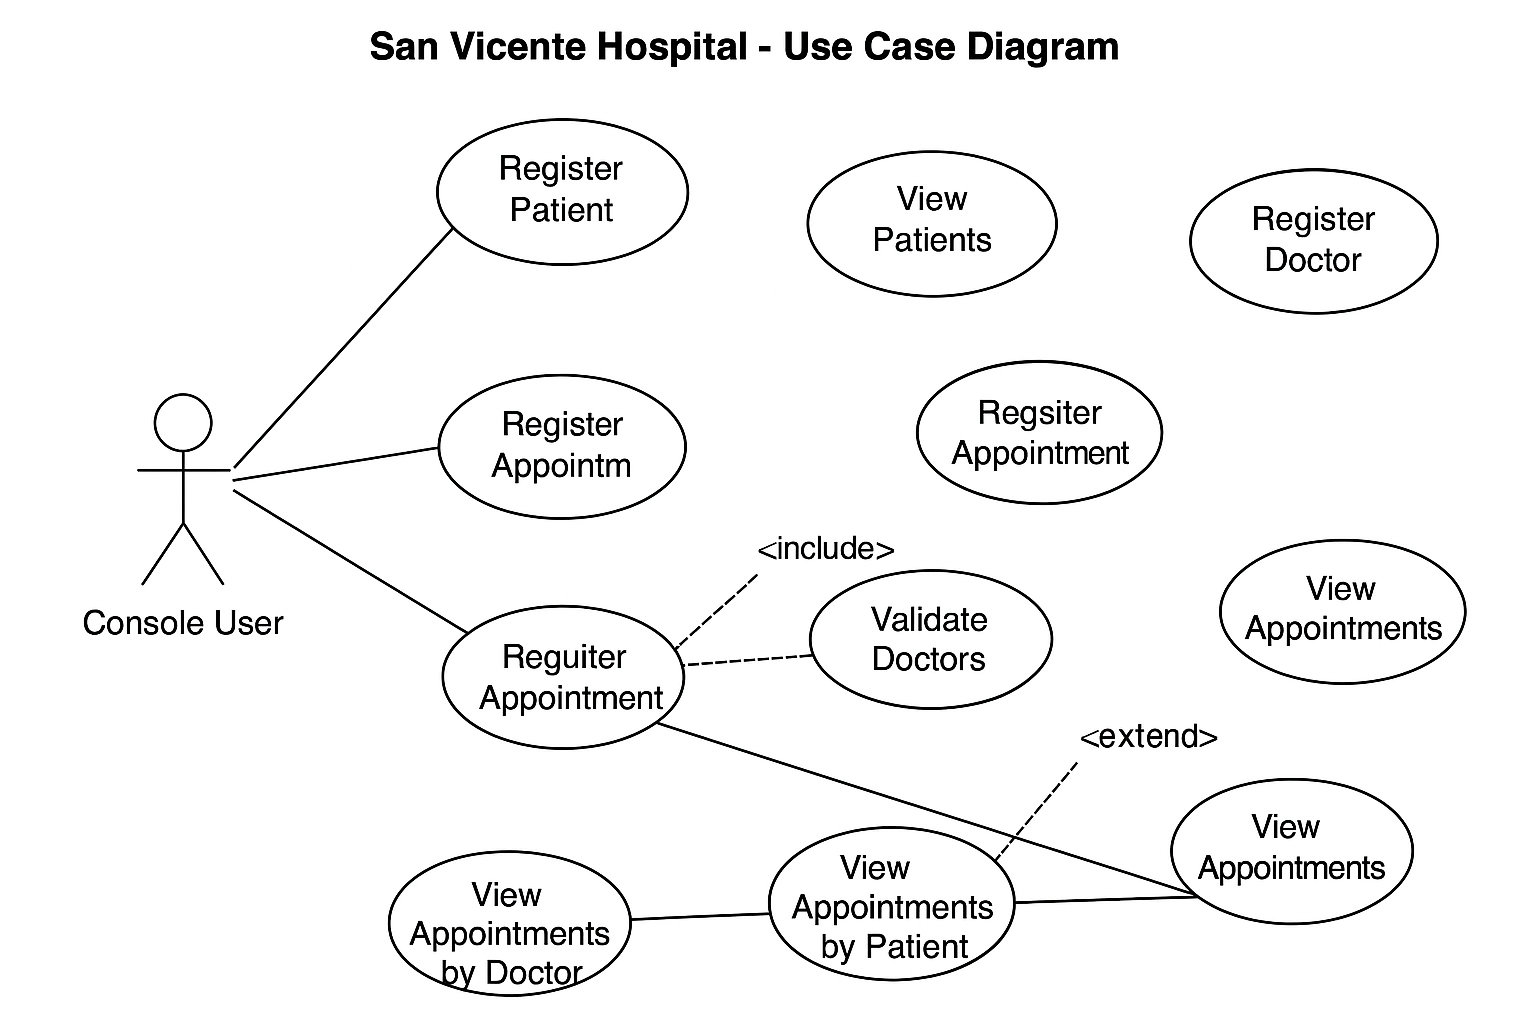 San Vicente Hospital - Use Case Diagram
Register
Patient
View
Patients
Register
Doctor
Register
Appointm
Regsiter
Appointment
<include>
Validate
Doctors
View
Appointments
Console User
Reguiter
Appointment
<extend>
View
Appointments
View
Appointments
by Patient
View
Appointments
by Doctor